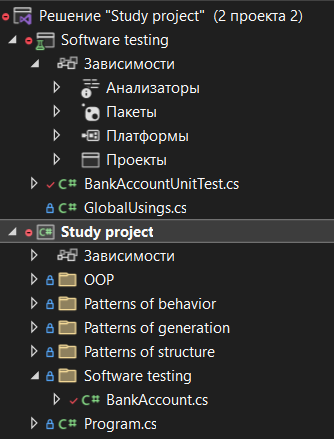 Решение "Study project" (2 проекта 2)
Software testing
Зависимости
Анализаторы
Пакеты
Платформы
Проекты
C# BankAccountUnitTest.cs
C# GlobalUsings.cs
C# Study project
Зависимости
OOP
Patterns of behavior
Patterns of generation
Patterns of structure
Software testing
C# BankAccount.cs
C# Program.cs